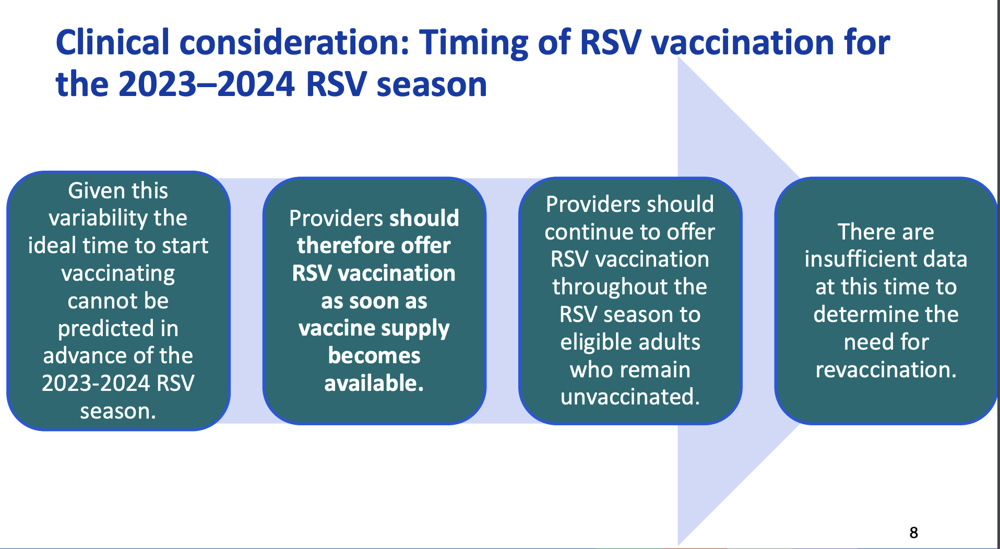 Clinical consideration: Timing of RSV vaccination for
the 2023–2024 RSV season
Given this
variability the
ideal time to start
vaccinating
cannot be
predicted in
advance of the
2023-2024 RSV
season.
Providers should
therefore offer
RSV vaccination
as soon as
vaccine supply
becomes
available.
Providers should
continue to offer
RSV vaccination
throughout the
RSV season to
eligible adults
who remain
unvaccinated.
There are
insufficient data
at this time to
determine the
need for
revaccination.
8